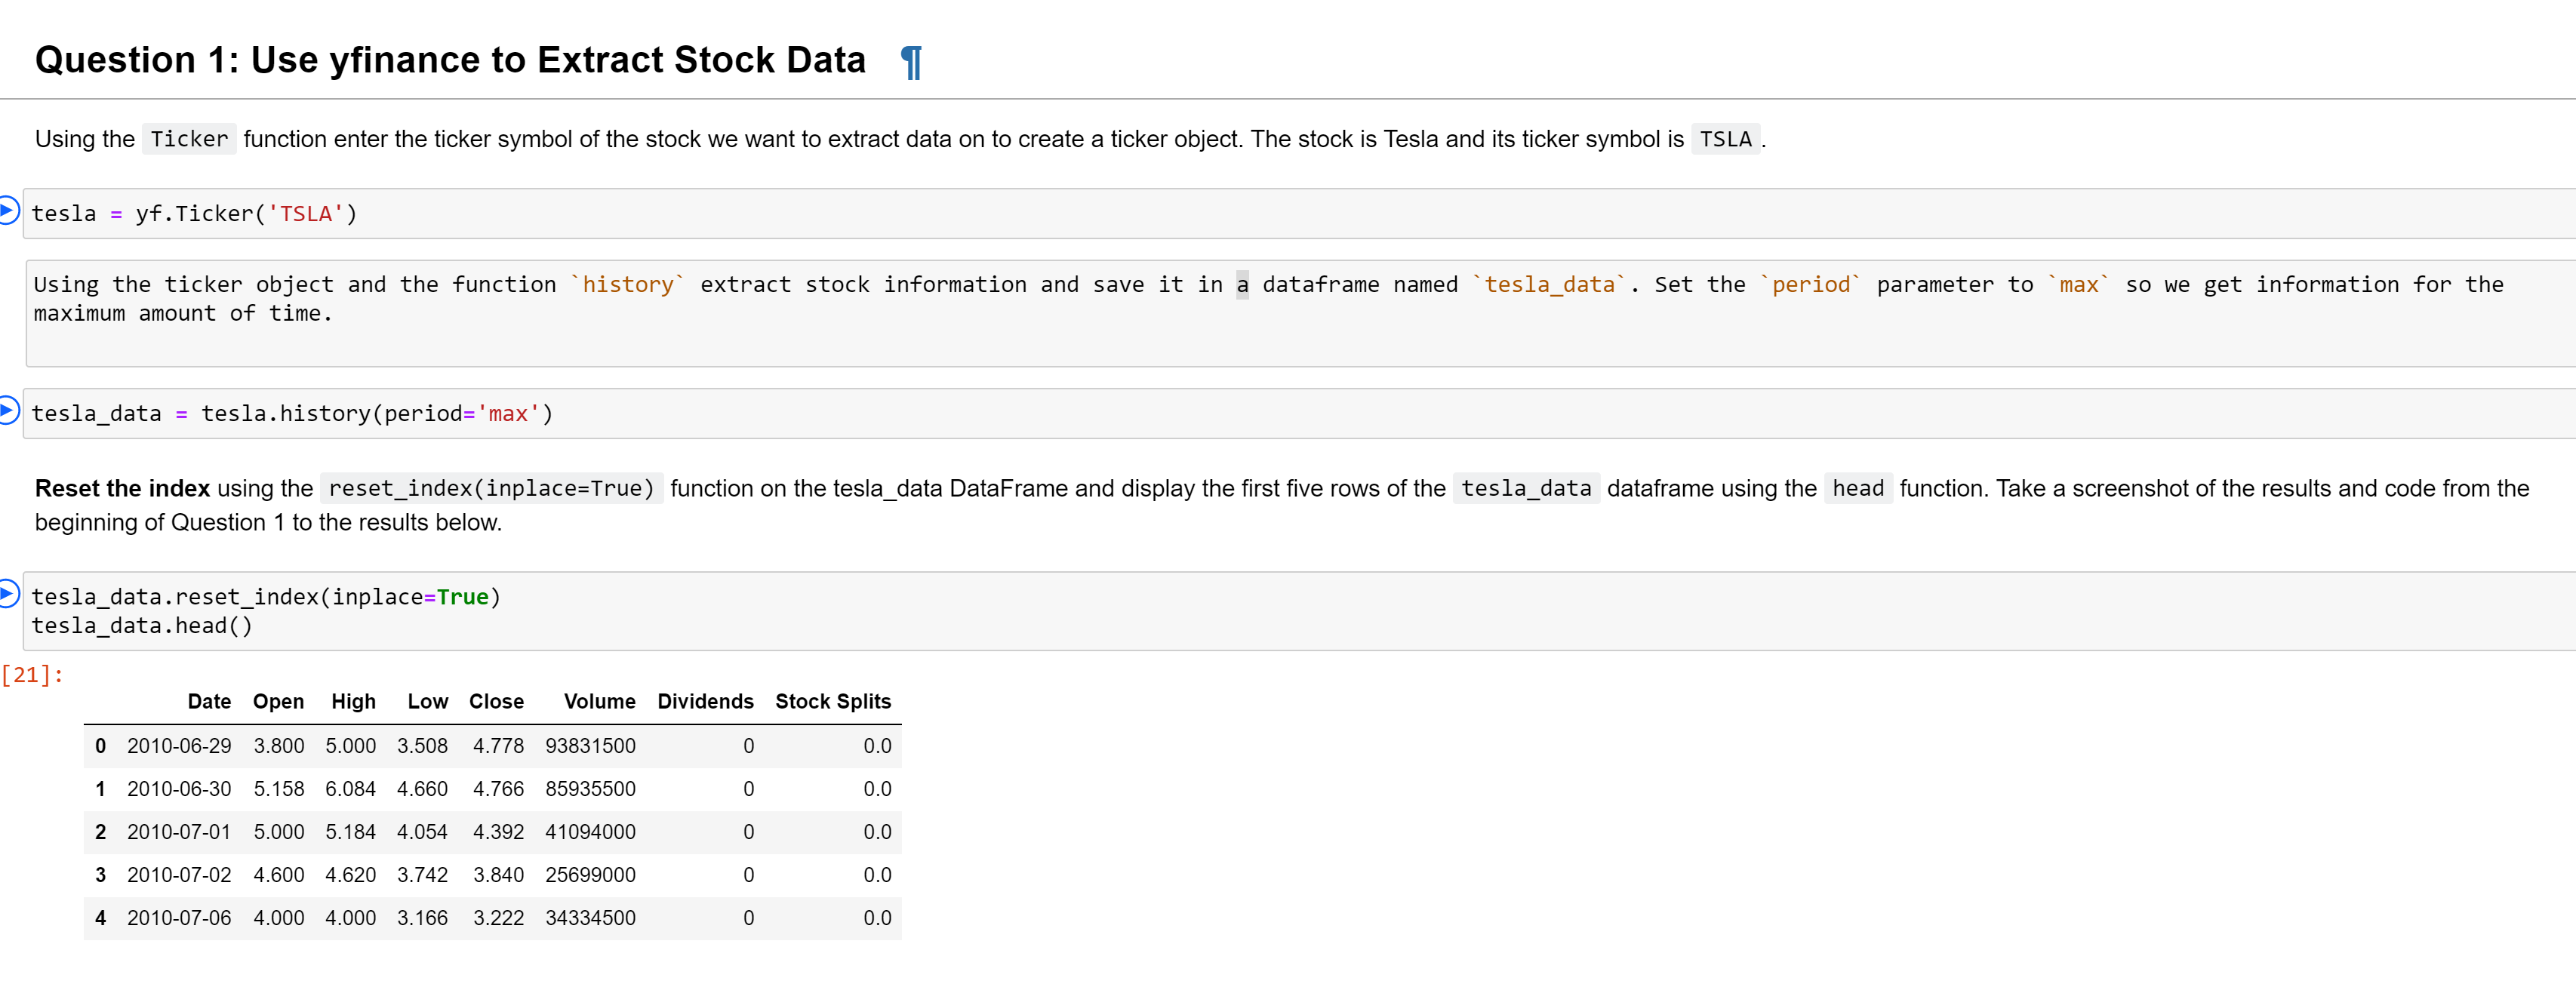 Question 1: Use yfinance to Extract Stock Data ¶
Using the Ticker function enter the ticker symbol of the stock we want to extract data on to create a ticker object. The stock is Tesla and its ticker symbol is TSLA.
tesla = yf.Ticker('TSLA')
Using the ticker object and the function `history` extract stock information and save it in a dataframe named `tesla_data`. Set the `period` parameter to `max` so we get information for the
maximum amount of time.
tesla_data = tesla.history(period='max')
Reset the index using the reset_index(inplace=True) function on the tesla_data DataFrame and display the first five rows of the tesla_data dataframe using the head function. Take a screenshot of the results and code from the
beginning of Question 1 to the results below.
tesla_data.reset_index(inplace=True)
tesla_data.head()
[21]:
Date Open High Low Close Volume Dividends Stock Splits
0 2010-06-29 3.800 5.000 3.508 4.778 93831500 0 0.0
1 2010-06-30 5.158 6.084 4.660 4.766 85935500 0 0.0
2 2010-07-01 5.000 5.184 4.054 4.392 41094000 0 0.0
3 2010-07-02 4.600 4.620 3.742 3.840 25699000 0 0.0
4 2010-07-06 4.000 4.000 3.166 3.222 34334500 0 0.0